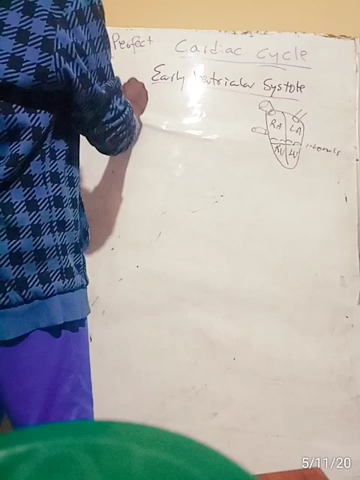 Perfect
Cardiac cycle
Early Ventricular Systole
RA LA
RV LV
5/11/20